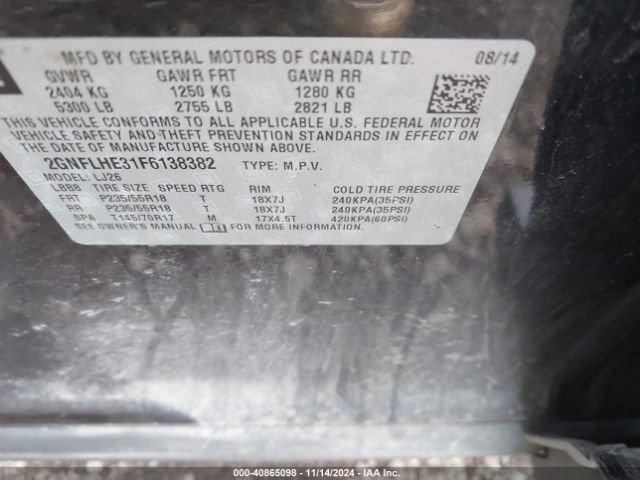 MFD BY GENERAL MOTORS OF CANADA LTD. 08/14
GVWR GAWR FRT GAWR RR
2404 KG 1250 KG 1280 KG
5300 LB 2755 LB 2821 LB
THIS VEHICLE CONFORMS TO ALL APPLICABLE U.S. FEDERAL MOTOR
VEHICLE SAFETY, BUMPER, AND THEFT PREVENTION STANDARDS
IN EFFECT ON THE DATE OF MANUFACTURE SHOWN ABOVE.
2GNFLHE31F6138382 TYPE: M.P.V.
MODEL: LJ26
LBB8 TIRE SIZE SPEED RTG RIM COLD TIRE PRESSURE
FRT P235/55R18 T 18X7J 240KPA(35PSI)
RR P235/55R18 T 18X7J 240KPA(35PSI)
SPA T145/70R17 M 17X4.5T 420KPA(60PSI)
SEE OWNER'S MANUAL FOR ADDITIONAL INFORMATION.
000-40865098 - 11/14/2024 - IAA Inc.